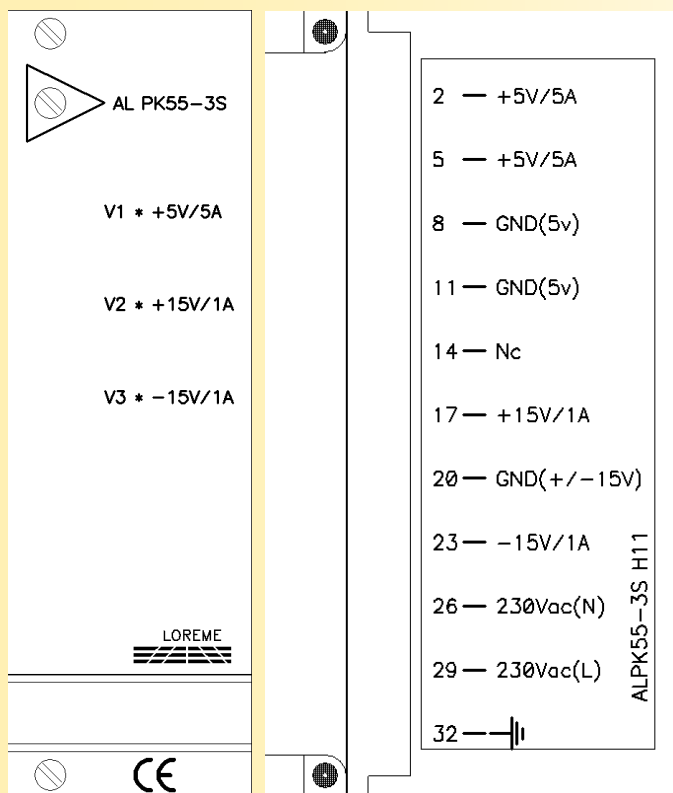 AL PK55-3S
V1 * +5V/5A
V2 * +15V/1A
V3 * -15V/1A
LOREME
CE
2 — +5V/5A
5 — +5V/5A
8 — GND(5v)
11 — GND(5v)
14 — Nc
17 — +15V/1A
20 — GND(+/-15V)
23 — -15V/1A
26 — 230Vac(N)
29 — 230Vac(L)
32 —
ALPK55-3S H11